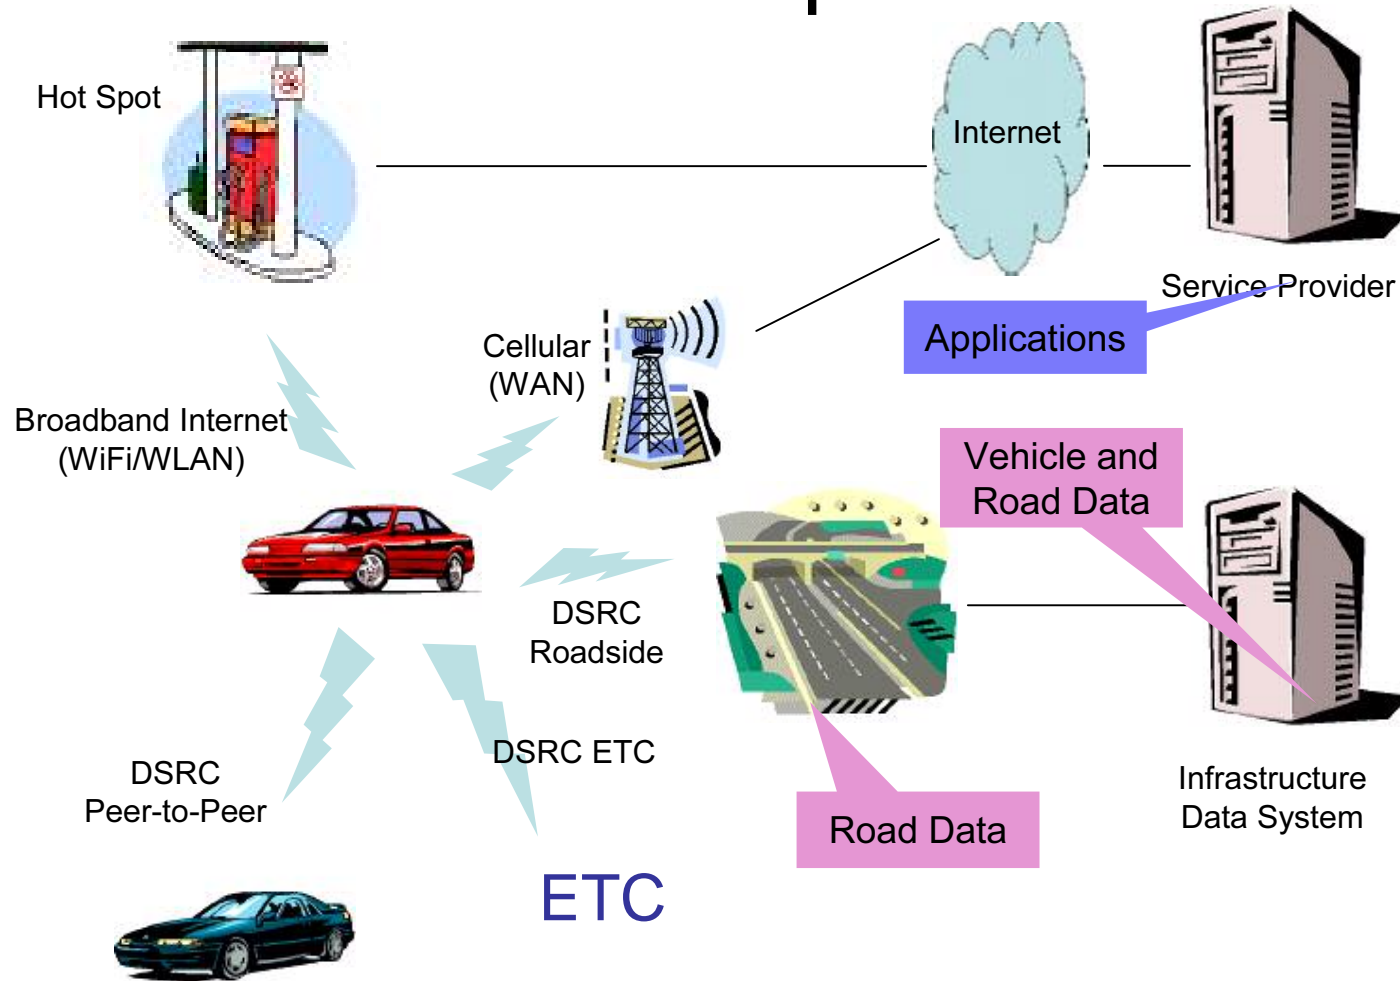 Hot Spot
Internet
Service Provider
Applications
Cellular
(WAN)
Broadband Internet
(WiFi/WLAN)
Vehicle and
Road Data
DSRC
Roadside
DSRC ETC
DSRC
Peer-to-Peer
Infrastructure
Data System
Road Data
ETC